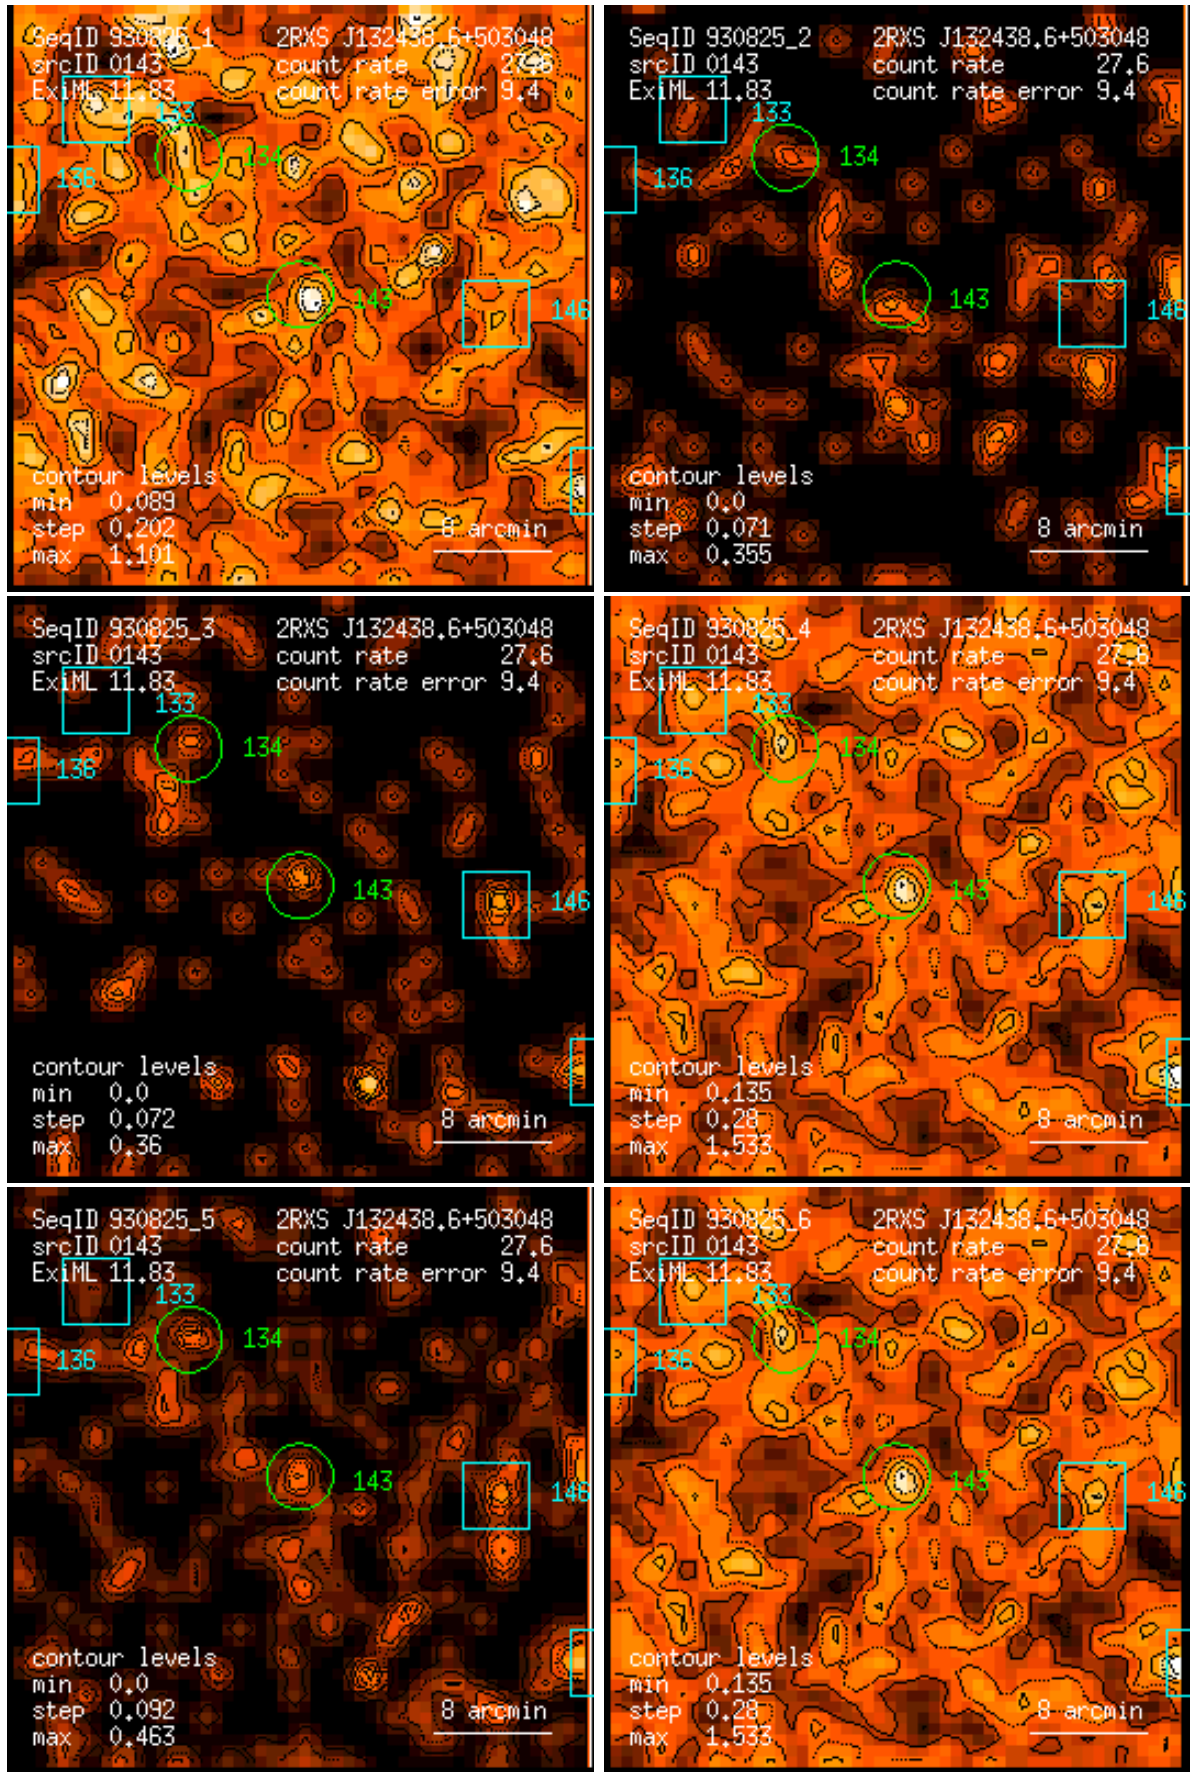 SeqID 930825_1 2RXS J132438.6+503048
srcID 0143 count rate 27.6
ExiML 11.83 count rate error 9.4
133
134
136
143
146
contour levels
min 0.089
step 0.202
max 1.101
8 arcmin
SeqID 930825_2 2RXS J132438.6+503048
srcID 0143 count rate 27.6
ExiML 11.83 count rate error 9.4
133
134
136
143
146
contour levels
min 0.0
step 0.071
max 0.355
8 arcmin
SeqID 930825_3 2RXS J132438.6+503048
srcID 0143 count rate 27.6
ExiML 11.83 count rate error 9.4
133
134
136
143
146
contour levels
min 0.0
step 0.072
max 0.36
8 arcmin
SeqID 930825_4 2RXS J132438.6+503048
srcID 0143 count rate 27.6
ExiML 11.83 count rate error 9.4
133
134
136
143
146
contour levels
min 0.135
step 0.28
max 1.533
8 arcmin
SeqID 930825_5 2RXS J132438.6+503048
srcID 0143 count rate 27.6
ExiML 11.83 count rate error 9.4
133
134
136
143
146
contour levels
min 0.0
step 0.092
max 0.463
8 arcmin
SeqID 930825_6 2RXS J132438.6+503048
srcID 0143 count rate 27.6
ExiML 11.83 count rate error 9.4
133
134
136
143
146
contour levels
min 0.135
step 0.28
max 1.533
8 arcmin